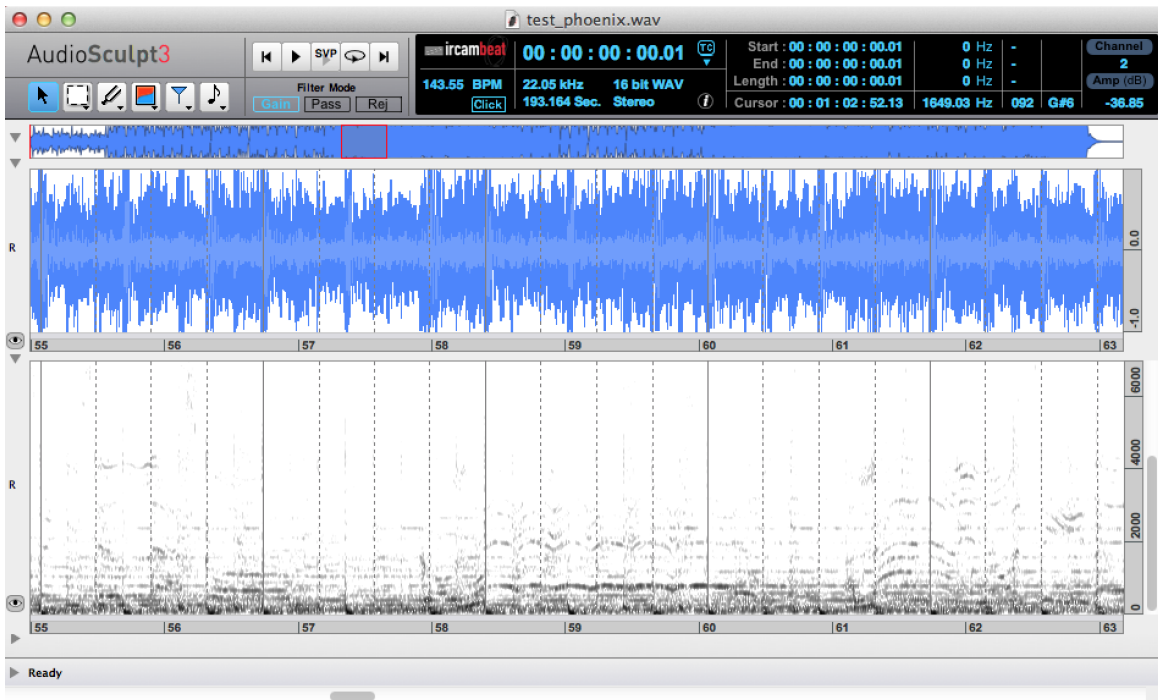 test_phoenix.wav
AudioSculpt3
SVP
Filter Mode
Gain Pass Rej
ircambeat 00 : 00 : 00 : 00.01 TC
143.55 BPM 22.05 kHz 16 bit WAV
Click 193.164 Sec. Stereo i
Start : 00 : 00 : 00 : 00.01 0 Hz -
End : 00 : 00 : 00 : 00.01 0 Hz -
Length : 00 : 00 : 00 : 00.01 0 Hz -
Cursor : 00 : 01 : 02 : 52.13 1649.03 Hz 092 G#6
Channel
2
Amp (dB)
-36.85
R
0.0
-1.0
55 56 57 58 59 60 61 62 63
6000
4000
R
2000
0
55 56 57 58 59 60 61 62 63
Ready